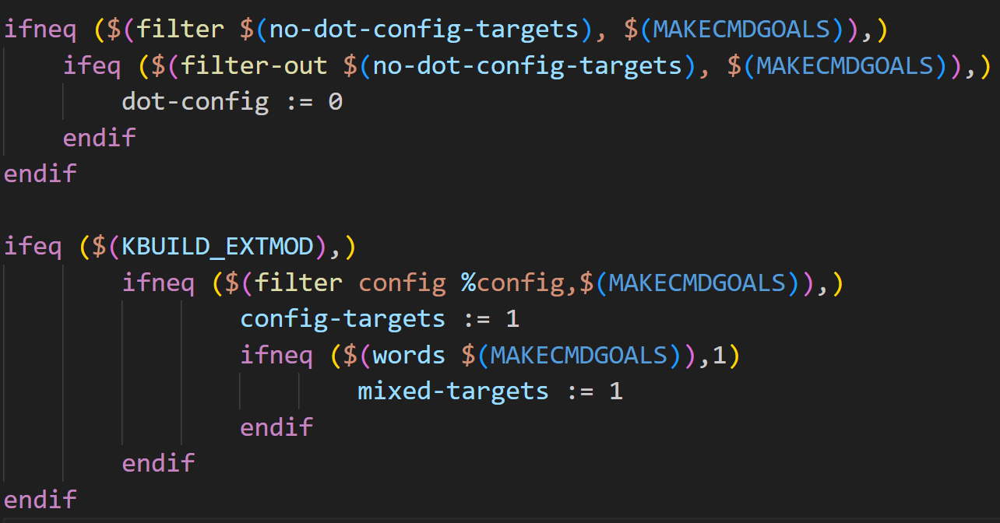 ifneq ($(filter $(no-dot-config-targets), $(MAKECMDGOALS)),)
    ifeq ($(filter-out $(no-dot-config-targets), $(MAKECMDGOALS)),)
        dot-config := 0
    endif
endif

ifeq ($(KBUILD_EXTMOD),)
        ifneq ($(filter config %config,$(MAKECMDGOALS)),)
                config-targets := 1
                ifneq ($(words $(MAKECMDGOALS)),1)
                        mixed-targets := 1
                endif
        endif
endif